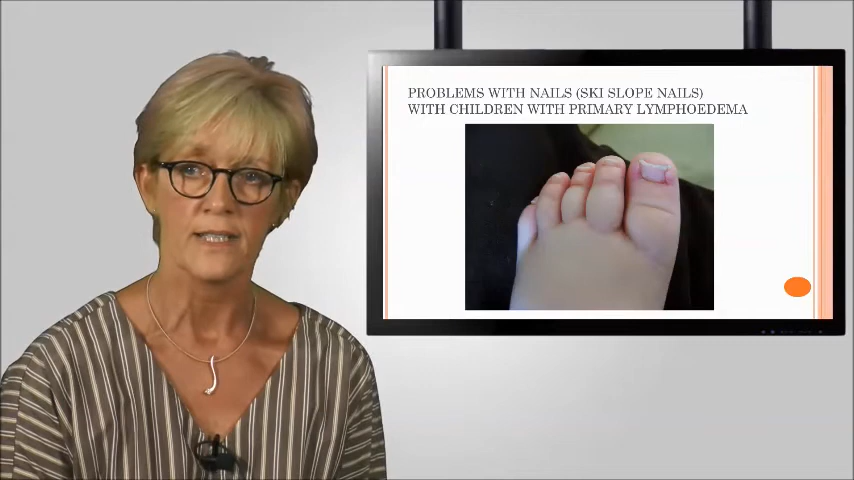 PROBLEMS WITH NAILS (SKI SLOPE NAILS)
WITH CHILDREN WITH PRIMARY LYMPHOEDEMA